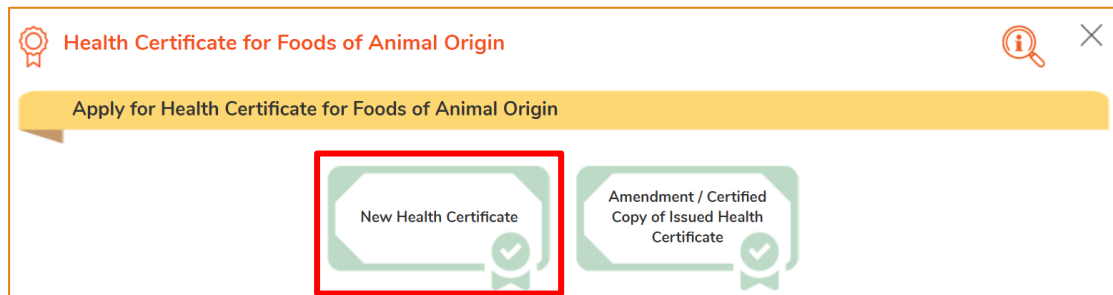 Health Certificate for Foods of Animal Origin
Apply for Health Certificate for Foods of Animal Origin
New Health Certificate
Amendment / Certified
Copy of Issued Health
Certificate